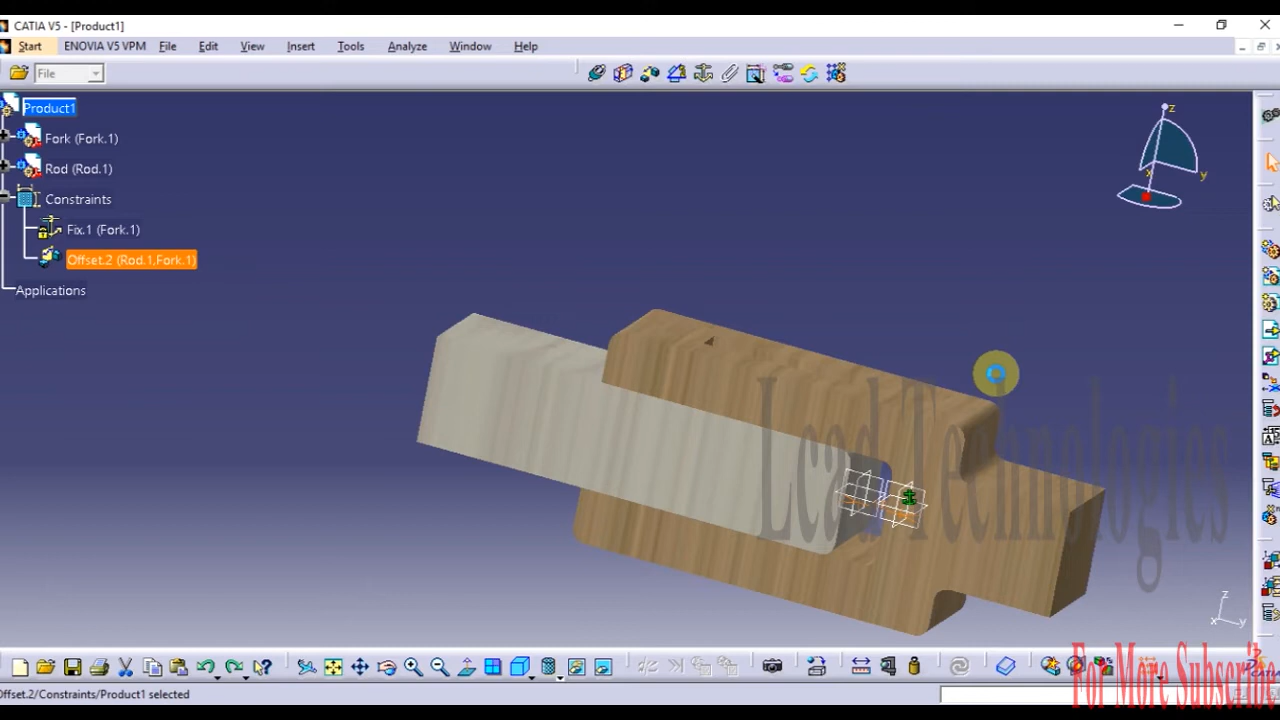 CATIA V5 - [Product1]
Start ENOVIA V5 VPM File Edit View Insert Tools Analyze Window Help
File
Product1
Fork (Fork.1)
Rod (Rod.1)
Constraints
Fix.1 (Fork.1)
Offset.2 (Rod.1,Fork.1)
Applications
z
x
y
Lead Technologies
z
x y
For More Subscribe
Offset.2/Constraints/Product1 selected